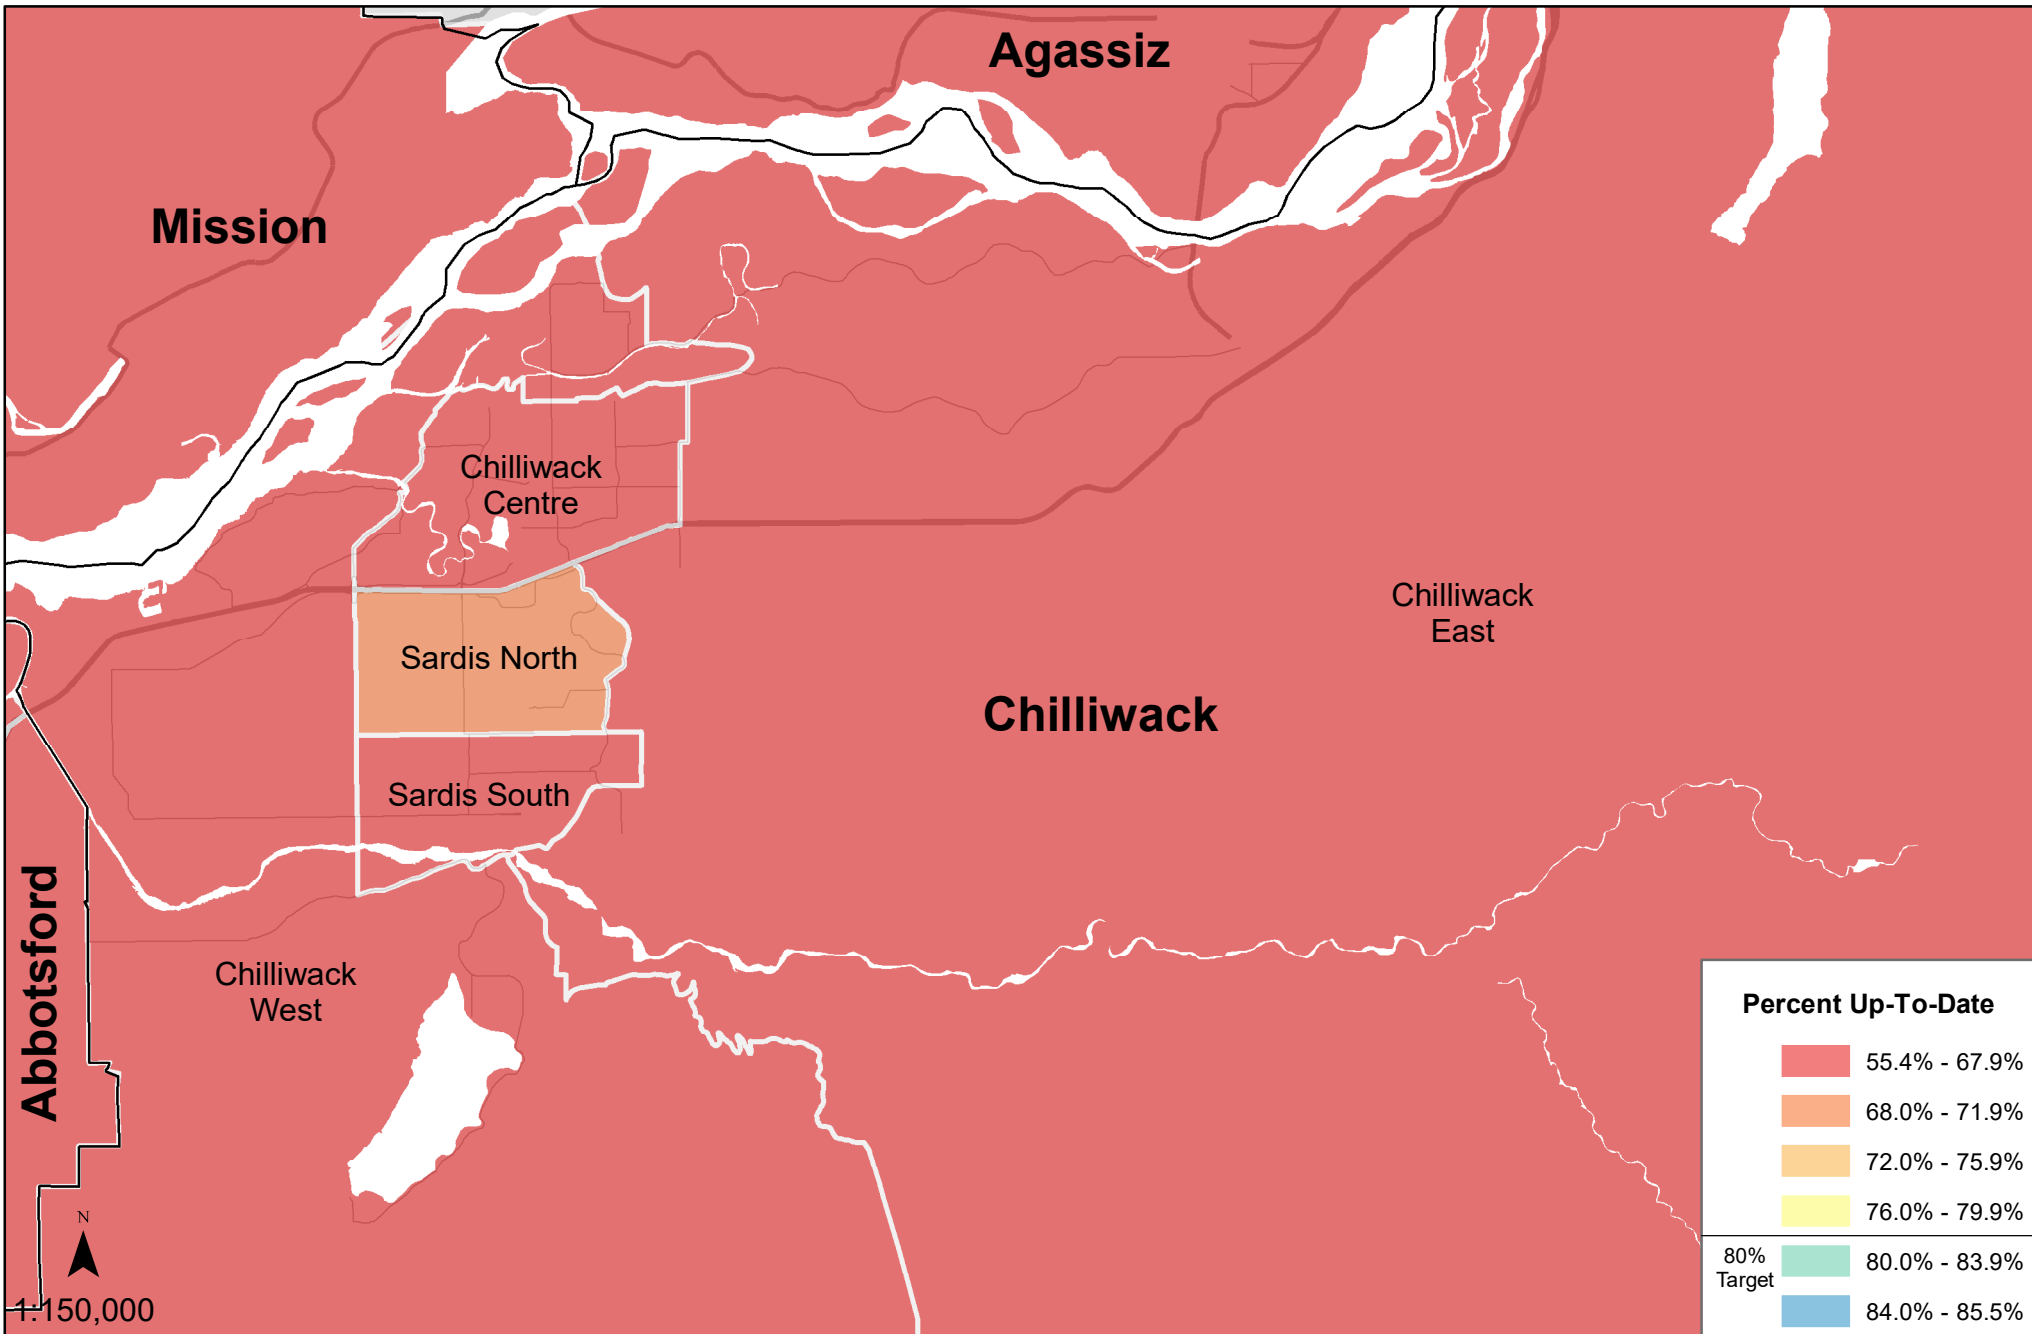 Agassiz
Mission
Chilliwack
Centre
Chilliwack
East
Sardis North
Chilliwack
Sardis South
Abbotsford
Chilliwack
West
N
1:150,000
Percent Up-To-Date
55.4% - 67.9%
68.0% - 71.9%
72.0% - 75.9%
76.0% - 79.9%
80%
Target
80.0% - 83.9%
84.0% - 85.5%